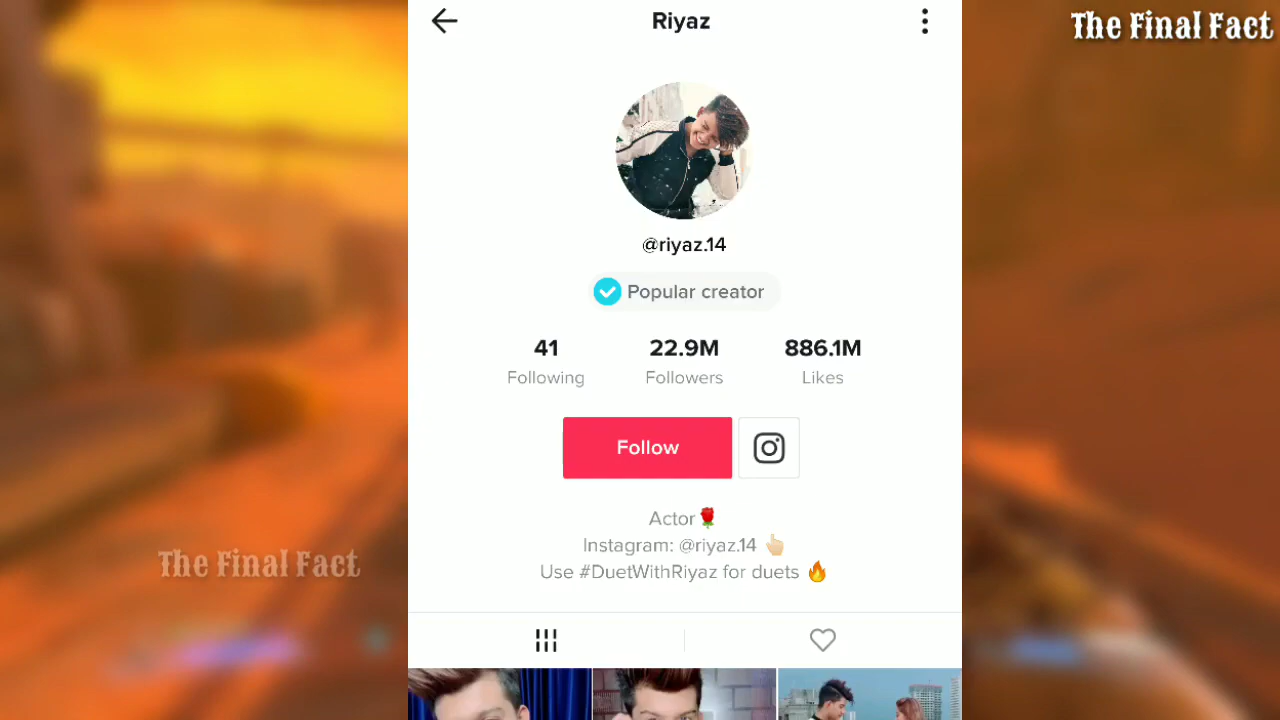 Riyaz
The Final Fact
@riyaz.14
Popular creator
41
Following
22.9M
Followers
886.1M
Likes
Follow
Actor🌹
Instagram: @riyaz.14 👆🏻
Use #DuetWithRiyaz for duets 🔥
The Final Fact